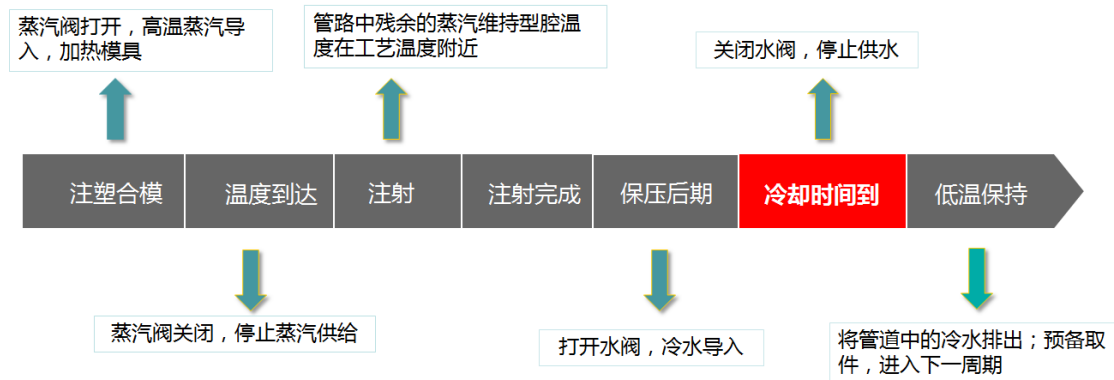 蒸汽阀打开，高温蒸汽导
入，加热模具
管路中残余的蒸汽维持型腔温
度在工艺温度附近
关闭水阀，停止供水
注塑合模
温度到达
注射
注射完成
保压后期
冷却时间到
低温保持
蒸汽阀关闭，停止蒸汽供给
打开水阀，冷水导入
将管道中的冷水排出；预备取
件，进入下一周期